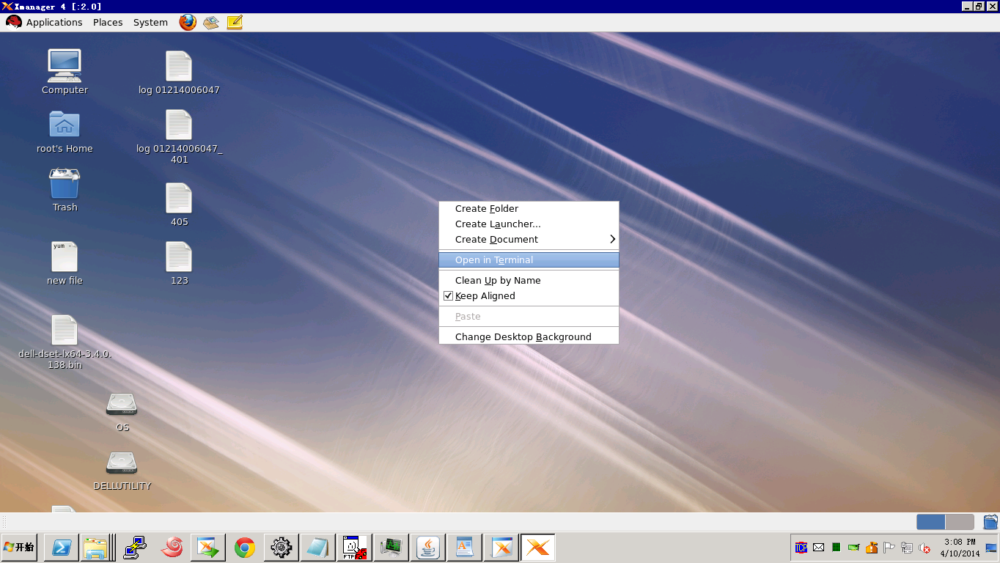 Xmanager 4 [:2.0]
Applications Places System
Computer
log 01214006047
root's Home
log 01214006047_
401
Trash
405
yum -
new file
123
dell-dset-lx64-3.4.0.
138.bin
OS
DELLUTILITY
Create Folder
Create Launcher...
Create Document
Open in Terminal
Clean Up by Name
Keep Aligned
Paste
Change Desktop Background
开始
FTP
TCP
3:08 PM
4/10/2014